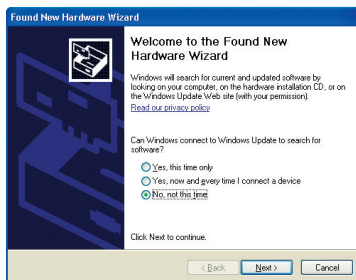 Found New Hardware Wizard
Welcome to the Found New
Hardware Wizard
Windows will search for current and updated software by
looking on your computer, on the hardware installation CD, or on
the Windows Update Web site (with your permission).
Read our privacy policy
Can Windows connect to Windows Update to search for
software?
Yes, this time only
Yes, now and every time I connect a device
No, not this time
Click Next to continue.
< Back
Next >
Cancel